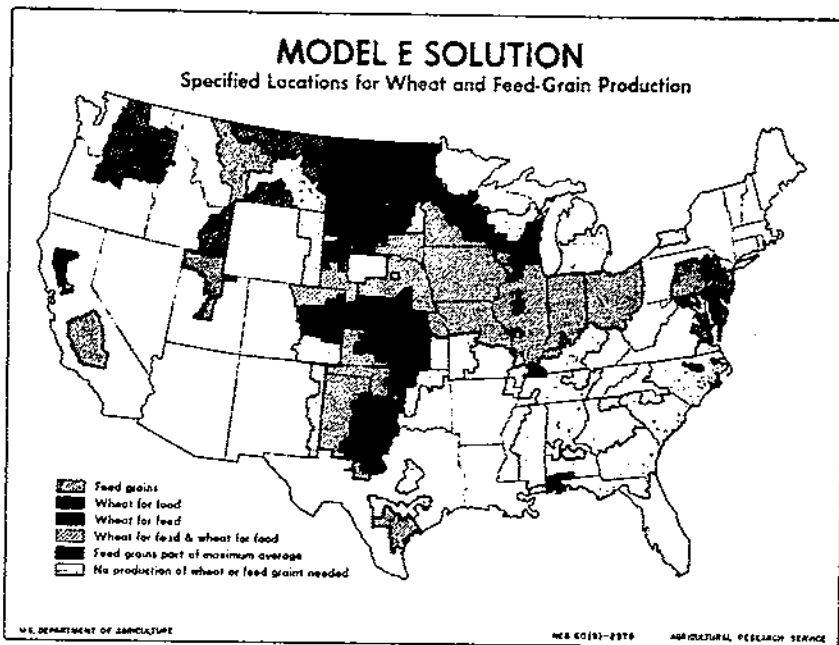 MODEL E SOLUTION
Specified Locations for Wheat and Feed-Grain Production
Feed grains
Wheat for food
Wheat for feed
Wheat for feed & wheat for food
Feed grains part of maximum average
No production of wheat or feed grains needed
U.S. DEPARTMENT OF AGRICULTURE
AGRICULTURAL RESEARCH SERVICE